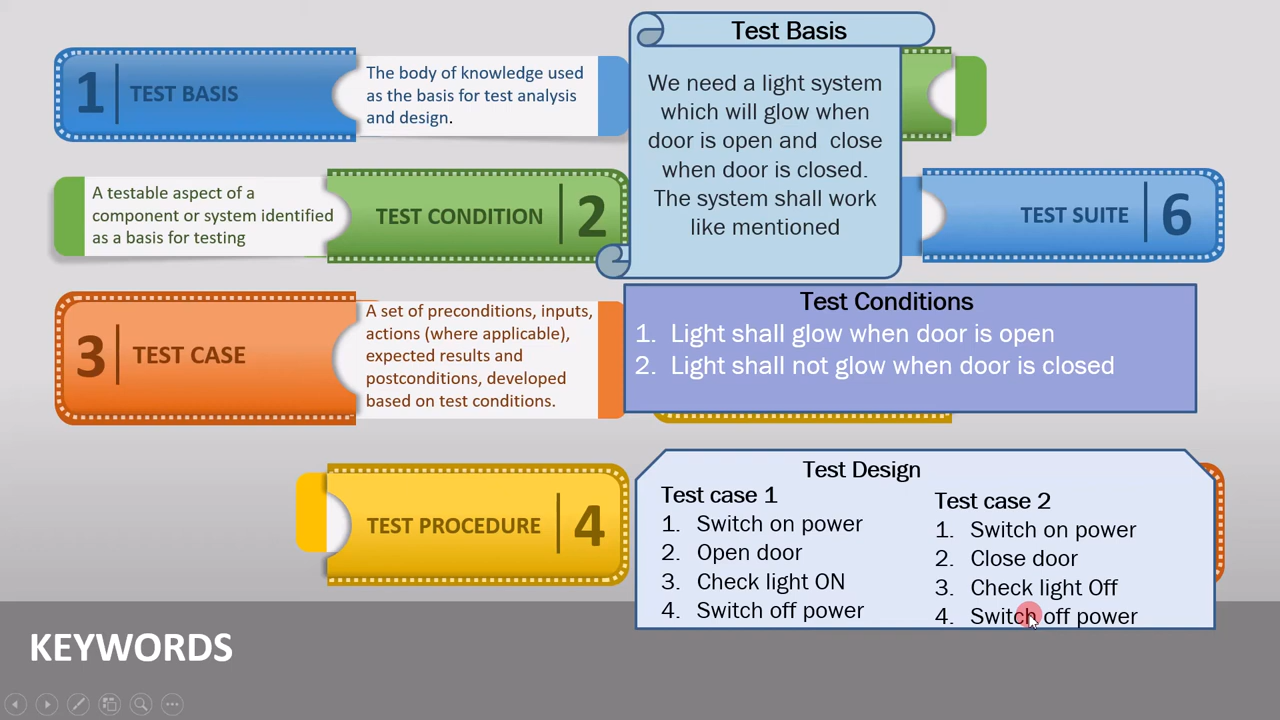 1
TEST BASIS
The body of knowledge used
as the basis for test analysis
and design.
A testable aspect of a
component or system identified
as a basis for testing
TEST CONDITION
2
3
TEST CASE
A set of preconditions, inputs,
actions (where applicable),
expected results and
postconditions, developed
based on test conditions.
TEST PROCEDURE
4
Test Basis
We need a light system
which will glow when
door is open and close
when door is closed.
The system shall work
like mentioned
TEST SUITE
6
Test Conditions
1. Light shall glow when door is open
2. Light shall not glow when door is closed
Test Design
Test case 1
1. Switch on power
2. Open door
3. Check light ON
4. Switch off power
Test case 2
1. Switch on power
2. Close door
3. Check light Off
4. Switch off power
KEYWORDS